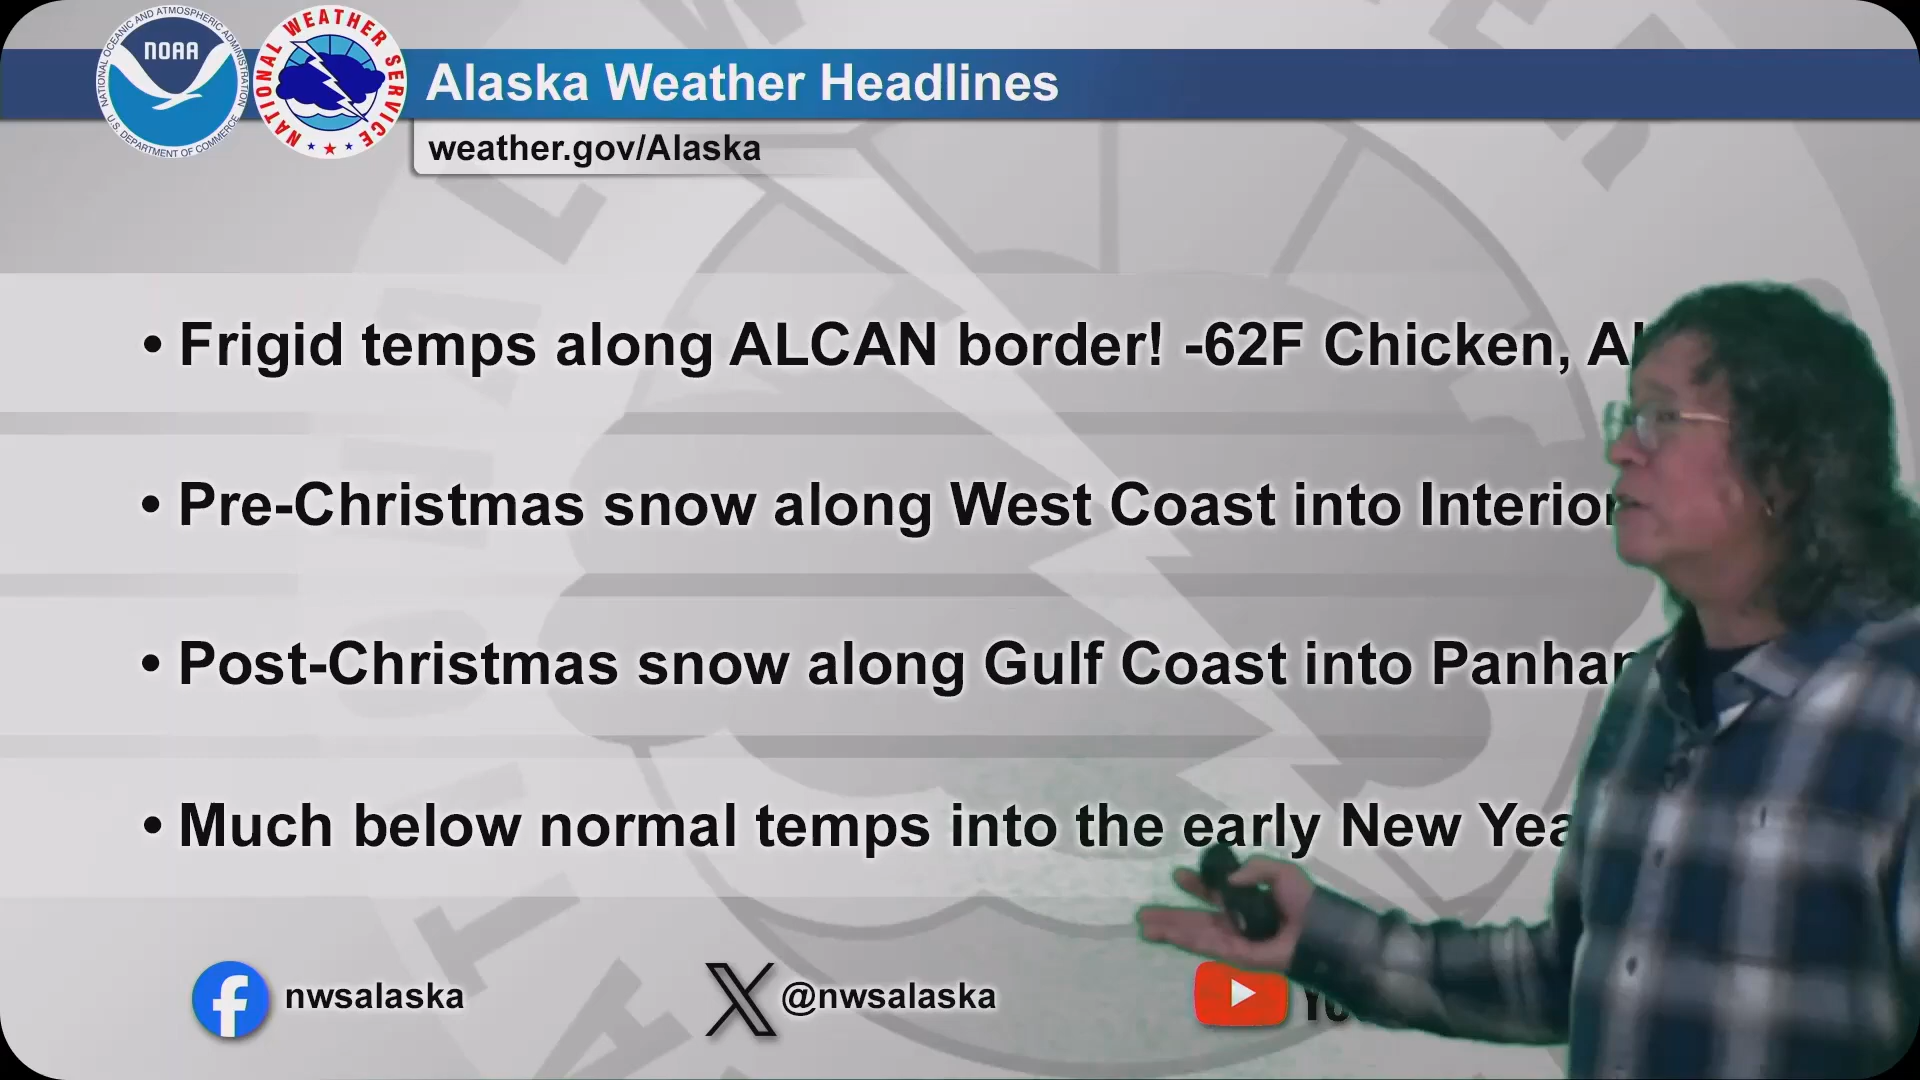 NATIONAL OCEANIC AND ATMOSPHERIC ADMINISTRATION
NOAA
U.S. DEPARTMENT OF COMMERCE
NATIONAL WEATHER SERVICE
Alaska Weather Headlines
weather.gov/Alaska
• Frigid temps along ALCAN border! -62F Chicken,
• Pre-Christmas snow along West Coast into Interior
• Post-Christmas snow along Gulf Coast into
• Much below normal temps into the early New
nwsalaska
@nwsalaska